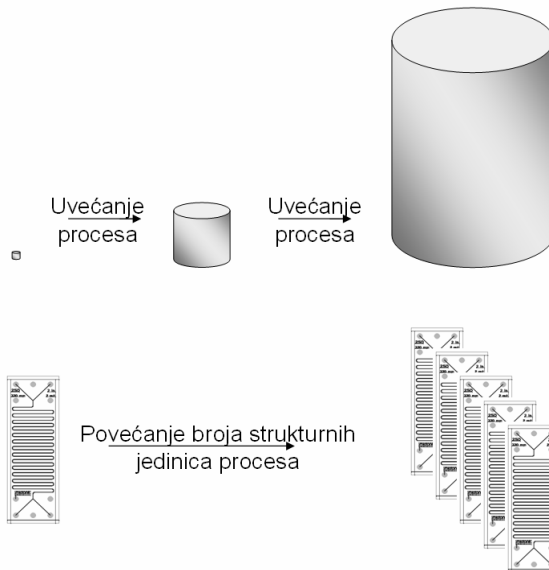 Uvećanje
procesa
Uvećanje
procesa
Povećanje broja strukturnih
jedinica procesa